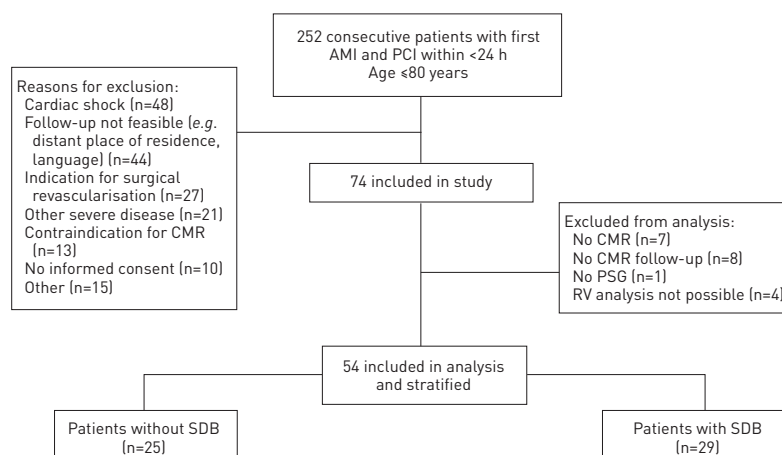 252 consecutive patients with first
AMI and PCI within <24 h
Age ≤80 years
Reasons for exclusion:
Cardiac shock (n=48)
Follow-up not feasible (e.g.
distant place of residence,
language) (n=44)
Indication for surgical
revascularisation (n=27)
Other severe disease (n=21)
Contraindication for CMR
(n=13)
No informed consent (n=10)
Other (n=15)
74 included in study
Excluded from analysis:
No CMR (n=7)
No CMR follow-up (n=8)
No PSG (n=1)
RV analysis not possible (n=4)
54 included in analysis
and stratified
Patients without SDB
(n=25)
Patients with SDB
(n=29)